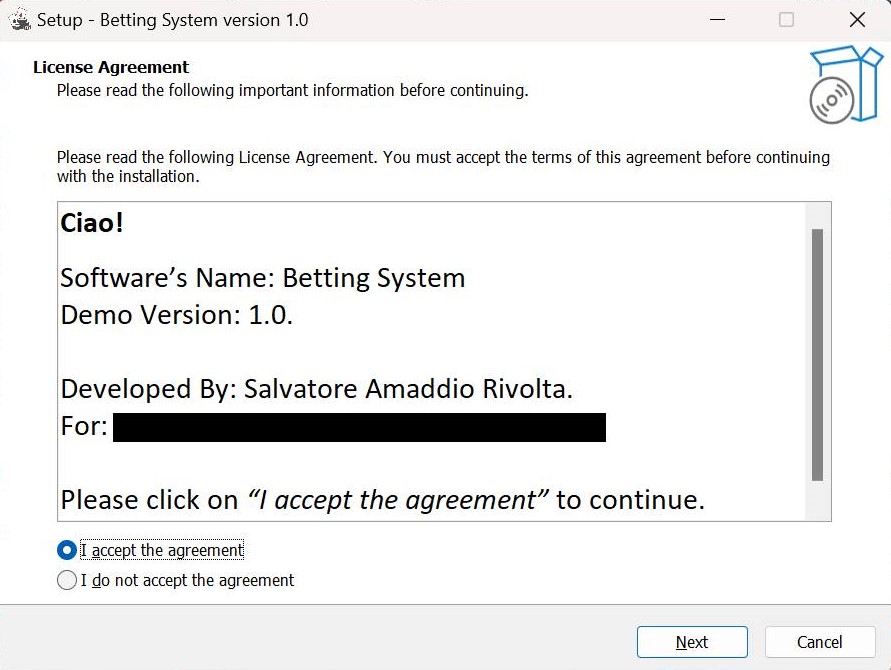 Setup - Betting System version 1.0
License Agreement
Please read the following important information before continuing.
Please read the following License Agreement. You must accept the terms of this agreement before continuing
with the installation.
Ciao!
Software’s Name: Betting System
Demo Version: 1.0.
Developed By: Salvatore Amaddio Rivolta.
For:
Please click on “I accept the agreement” to continue.
I accept the agreement
I do not accept the agreement
Next
Cancel